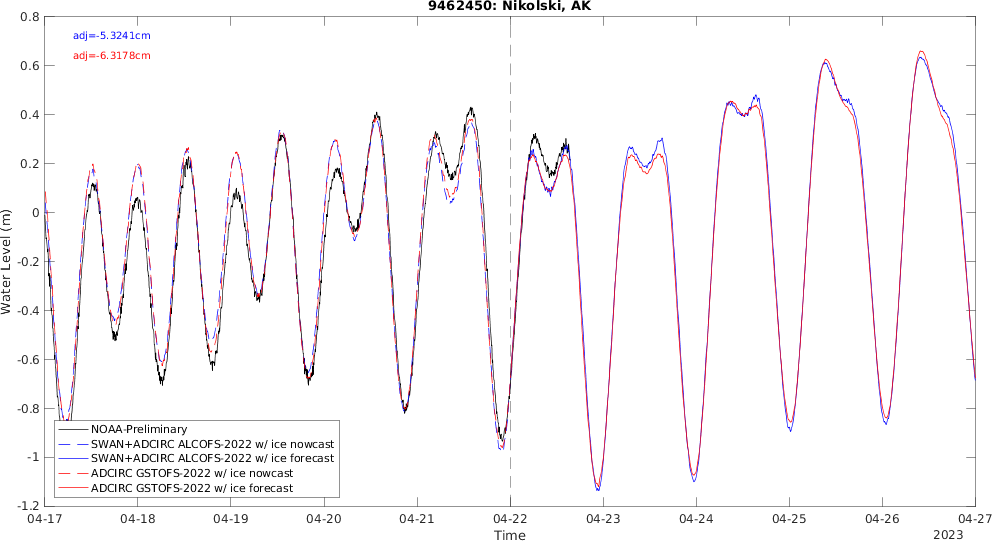 9462450: Nikolski, AK
adj=-5.3241cm
adj=-6.3178cm
0.8
0.6
0.4
0.2
0
-0.2
-0.4
-0.6
-0.8
-1
-1.2
Water Level (m)
NOAA-Preliminary
SWAN+ADCIRC ALCOFS-2022 w/ ice nowcast
SWAN+ADCIRC ALCOFS-2022 w/ ice forecast
ADCIRC GSTOFS-2022 w/ ice nowcast
ADCIRC GSTOFS-2022 w/ ice forecast
04-17 04-18 04-19 04-20 04-21 04-22 04-23 04-24 04-25 04-26 04-27
Time
2023